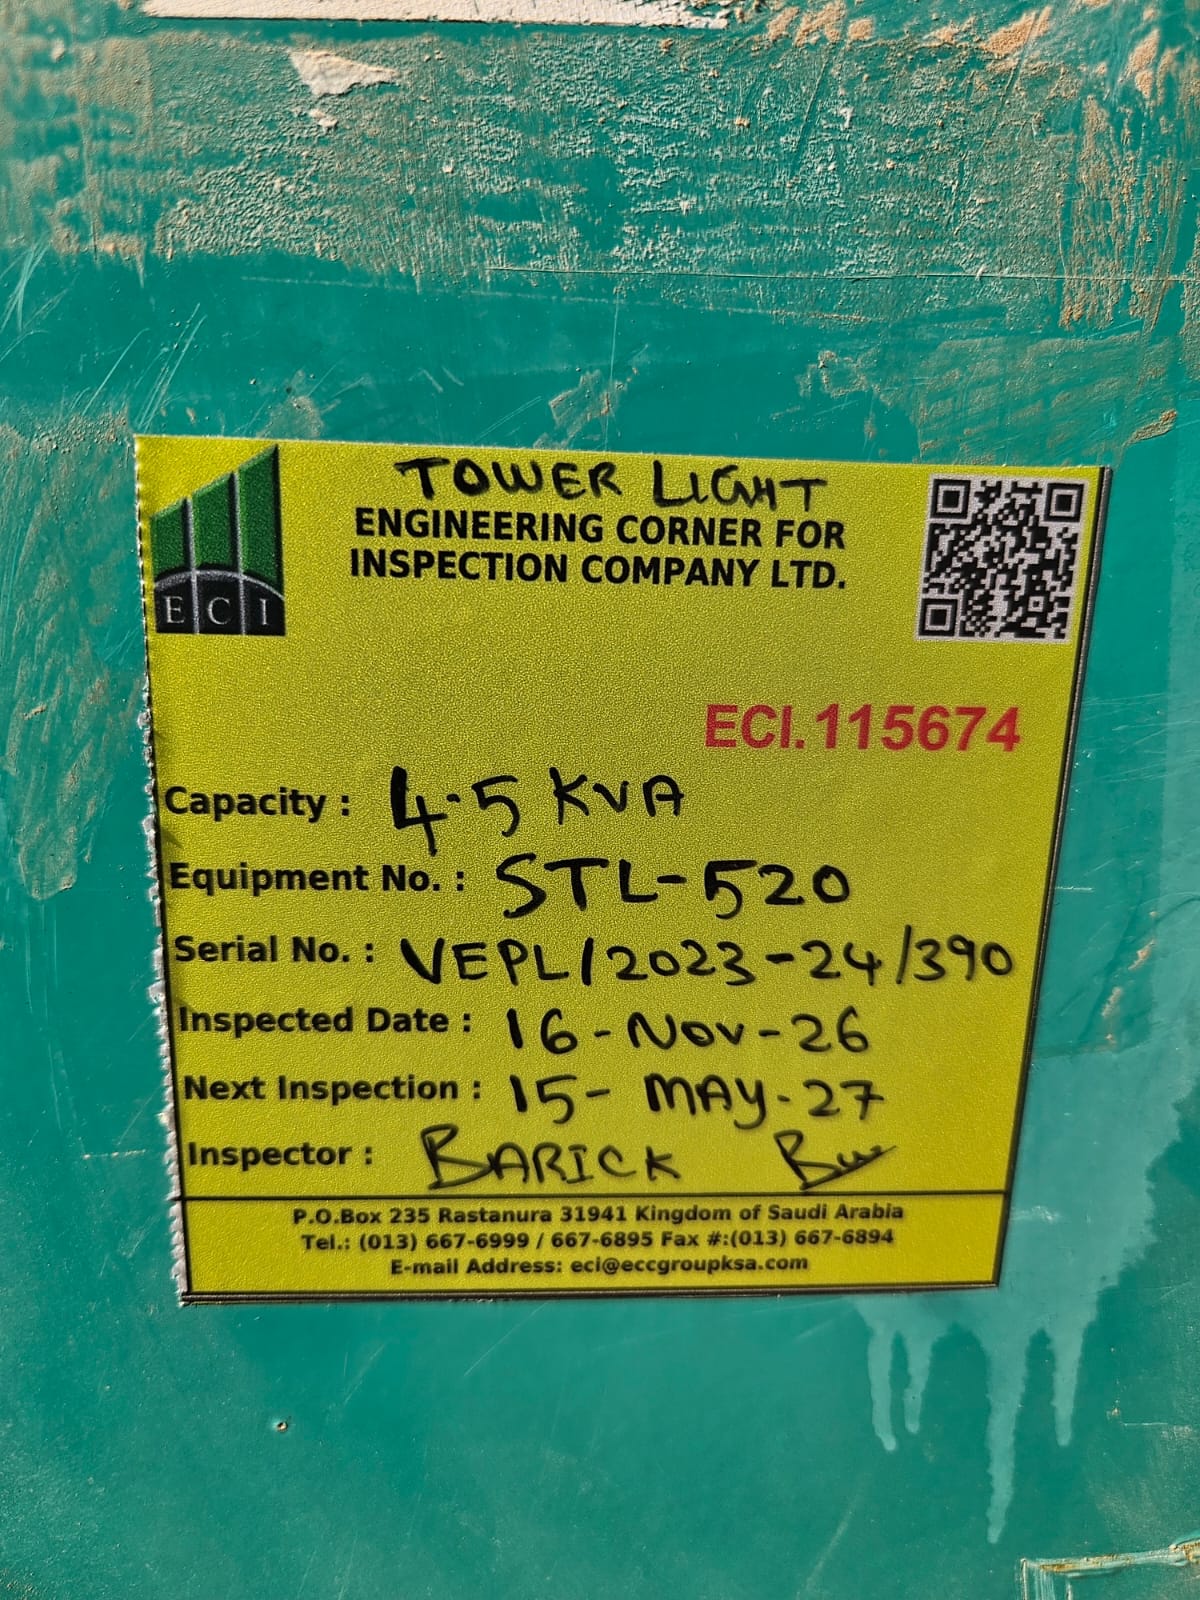 TOWER LIGHT
ENGINEERING CORNER FOR
INSPECTION COMPANY LTD.
ECI
ECI.115674
Capacity : 4.5 KVA
Equipment No. : STL-520
Serial No. : VEPL/2023-24/390
Inspected Date : 16-NOV-26
Next Inspection : 15-MAY-27
Inspector : BARICK
P.O.Box 235 Rastanura 31941 Kingdom of Saudi Arabia
Tel.: (013) 667-6999 / 667-6895 Fax #:(013) 667-6894
E-mail Address: eci@eccgroupksa.com